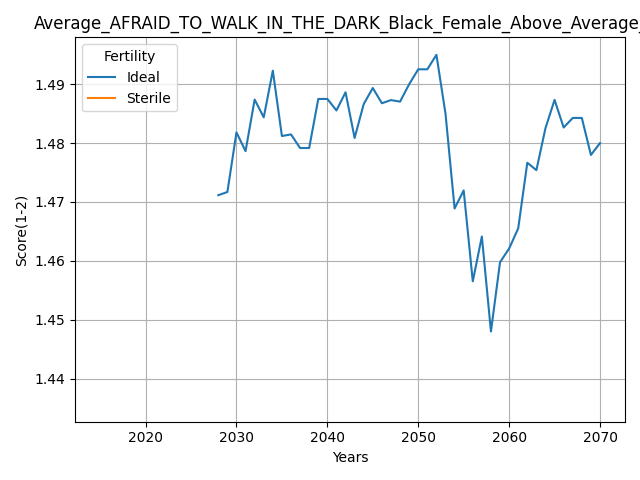 Average_AFRAID_TO_WALK_IN_THE_DARK_Black_Female_Above_Average_
Fertility
Ideal
Sterile
Score(1-2)
1.49
1.48
1.47
1.46
1.45
1.44
2020 2030 2040 2050 2060 2070
Years